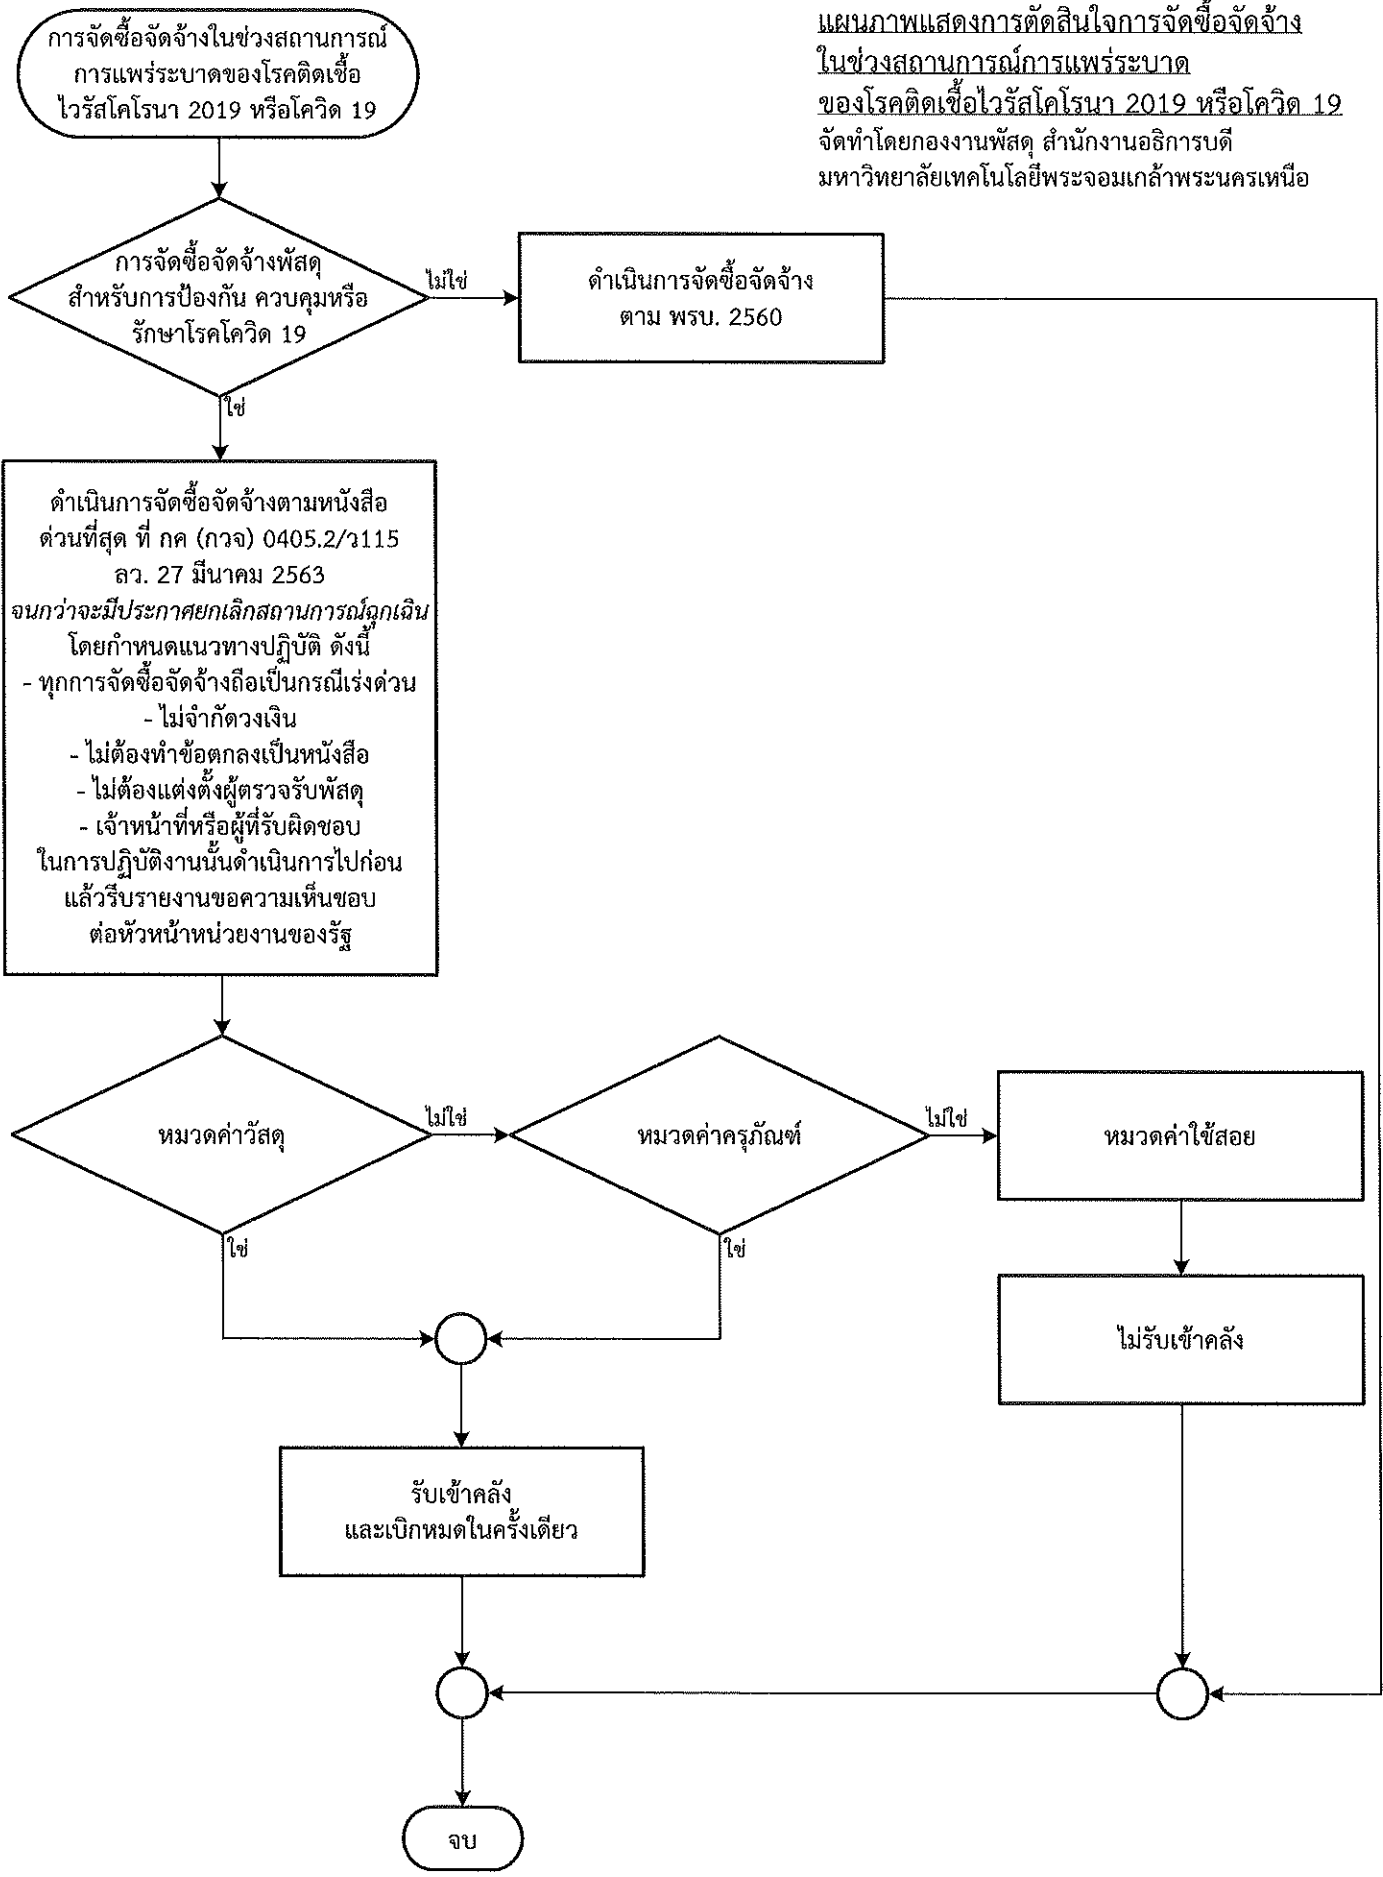 แผนภาพแสดงการตัดสินใจการจัดซื้อจัดจ้าง
ในช่วงสถานการณ์การแพร่ระบาด
ของโรคติดเชื้อไวรัสโคโรนา 2019 หรือโควิด 19
จัดทำโดยกองงานพัสดุ สำนักงานอธิการบดี
มหาวิทยาลัยเทคโนโลยีพระจอมเกล้าพระนครเหนือ
การจัดซื้อจัดจ้างในช่วงสถานการณ์
การแพร่ระบาดของโรคติดเชื้อ
ไวรัสโคโรนา 2019 หรือโควิด 19
การจัดซื้อจัดจ้างพัสดุ
สำหรับการป้องกัน ควบคุมหรือ
รักษาโรคโควิด 19
ไม่ใช่
ดำเนินการจัดซื้อจัดจ้าง
ตาม พรบ. 2560
ใช่
ดำเนินการจัดซื้อจัดจ้างตามหนังสือ
ด่วนที่สุด ที่ กค (กวจ) 0405.2/ว115
ลว. 27 มีนาคม 2563
จนกว่าจะมีประกาศยกเลิกสถานการณ์ฉุกเฉิน
โดยกำหนดแนวทางปฏิบัติ ดังนี้
- ทุกการจัดซื้อจัดจ้างถือเป็นกรณีเร่งด่วน
- ไม่จำกัดวงเงิน
- ไม่ต้องทำข้อตกลงเป็นหนังสือ
- ไม่ต้องแต่งตั้งผู้ตรวจรับพัสดุ
- เจ้าหน้าที่หรือผู้ที่รับผิดชอบ
ในการปฏิบัติงานนั้นดำเนินการไปก่อน
แล้วรีบรายงานขอความเห็นชอบ
ต่อหัวหน้าหน่วยงานของรัฐ
หมวดค่าวัสดุ
ไม่ใช่
หมวดค่าครุภัณฑ์
ไม่ใช่
หมวดค่าใช้สอย
ใช่
ใช่
ไม่รับเข้าคลัง
รับเข้าคลัง
และเบิกหมดในครั้งเดียว
จบ